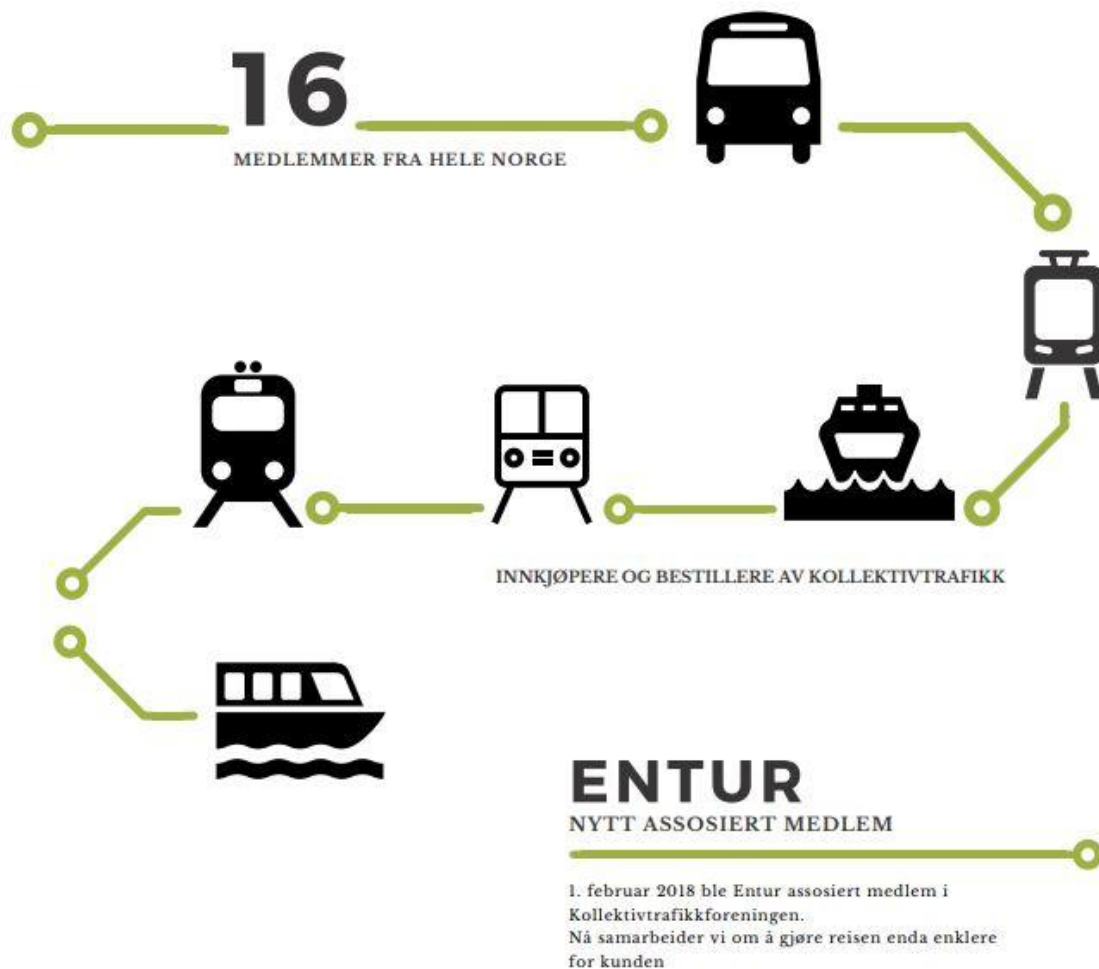 16
MEDLEMMER FRA HELE NORGE
INNKJØPERE OG BESTILLERE AV KOLLEKTIVTRAFIKK
ENTUR
NYTT ASSOSIERT MEDLEM
1. februar 2018 ble Entur assosiert medlem i
Kollektivtrafikkforeningen.
Nå samarbeider vi om å gjøre reisen enda enklere
for kunden